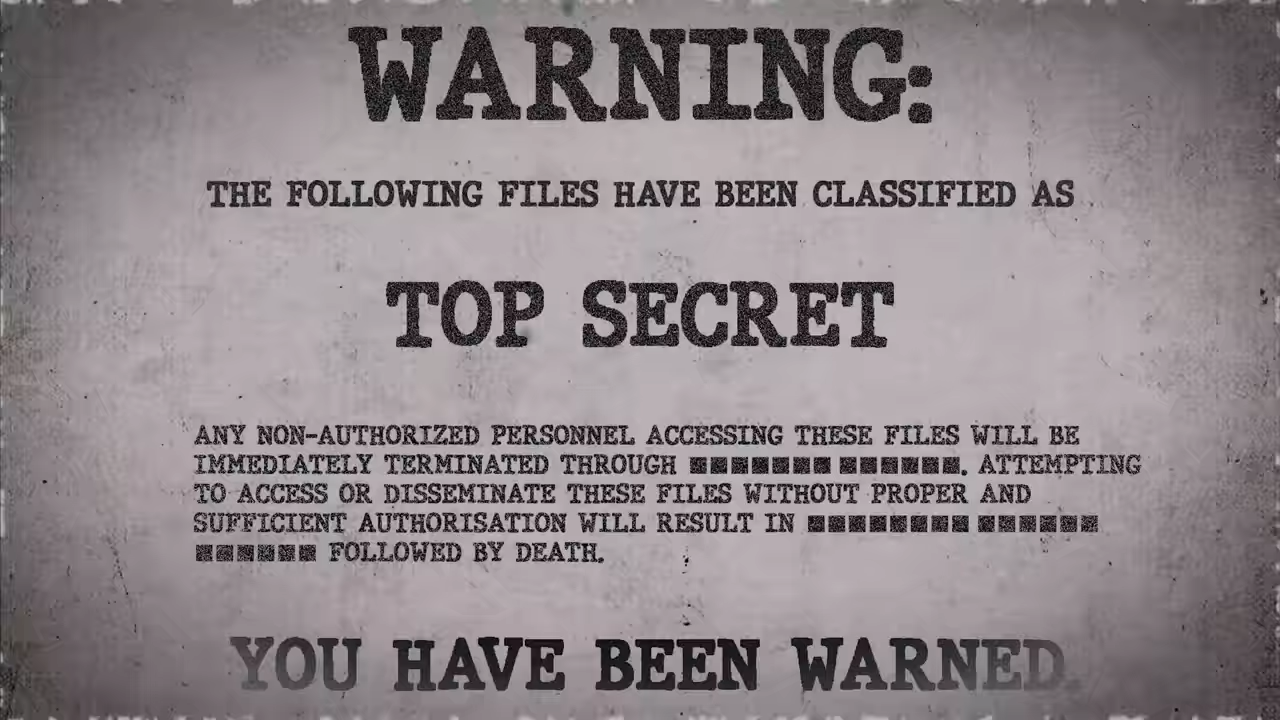 WARNING:
THE FOLLOWING FILES HAVE BEEN CLASSIFIED AS
TOP SECRET
ANY NON-AUTHORIZED PERSONNEL ACCESSING THESE FILES WILL BE
IMMEDIATELY TERMINATED THROUGH ■■■■■■■ ■■■■■■. ATTEMPTING
TO ACCESS OR DISSEMINATE THESE FILES WITHOUT PROPER AND
SUFFICIENT AUTHORISATION WILL RESULT IN ■■■■■■■■ ■■■■■■
■■■■■■ FOLLOWED BY DEATH.
YOU HAVE BEEN WARNED.